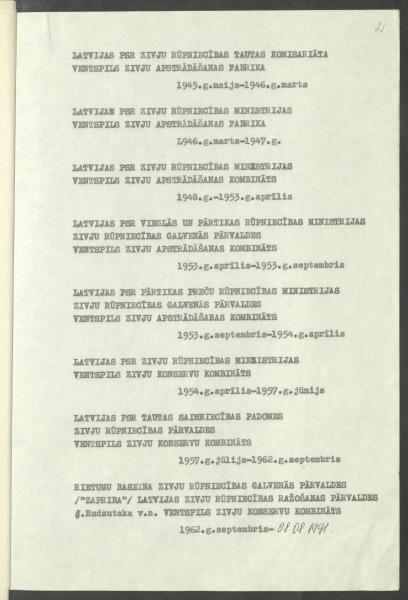 21
LATVIJAS PSR ZIVJU RŪPNIECĪBAS TAUTAS KOMISARIĀTA
VENTSPILS ZIVJU APSTRĀDĀŠANAS FABRIKA
1945.g.maijs-1946.g.marts
LATVIJAS PSR ZIVJU RŪPNIECĪBAS MINISTRIJAS
VENTSPILS ZIVJU APSTRĀDĀŠANAS FABRIKA
1946.g.marts-1947.g.
LATVIJAS PSR ZIVJU RŪPNIECĪBAS MINISTRIJAS
VENTSPILS ZIVJU APSTRĀDĀŠANAS KOMBINĀTS
1948.g.-1953.g.aprīlis
LATVIJAS PSR VIEGLĀS UN PĀRTIKAS RŪPNIECĪBAS MINISTRIJAS
ZIVJU RŪPNIECĪBAS GALVENĀS PĀRVALDES
VENTSPILS ZIVJU APSTRĀDĀŠANAS KOMBINĀTS
1953.g.aprīlis-1953.g.septembris
LATVIJAS PSR PĀRTIKAS PREČU RŪPNIECĪBAS MINISTRIJAS
ZIVJU RŪPNIECĪBAS GALVENĀS PĀRVALDES
VENTSPILS ZIVJU APSTRĀDĀŠANAS KOMBINĀTS
1953.g.septembris-1954.g.aprīlis
LATVIJAS PSR ZIVJU RŪPNIECĪBAS MINISTRIJAS
VENTSPILS ZIVJU KONSERVU KOMBINĀTS
1954.g.aprīlis-1957.g.jūnijs
LATVIJAS PSR TAUTAS SAIMNIECĪBAS PADOMES
ZIVJU RŪPNIECĪBAS PĀRVALDES
VENTSPILS ZIVJU KONSERVU KOMBINĀTS
1957.g.jūlijs-1962.g.septembris
RIETUMU BASEINA ZIVJU RŪPNIECĪBAS GALVENĀS PĀRVALDES
/"ZAPRIBA"/ LATVIJAS ZIVJU RŪPNIECĪBAS RAŽOŠANAS PĀRVALDES
J.Rudzutaka v.n. VENTSPILS ZIVJU KONSERVU KOMBINĀTS
1962.g.septembris-08.08.1991.